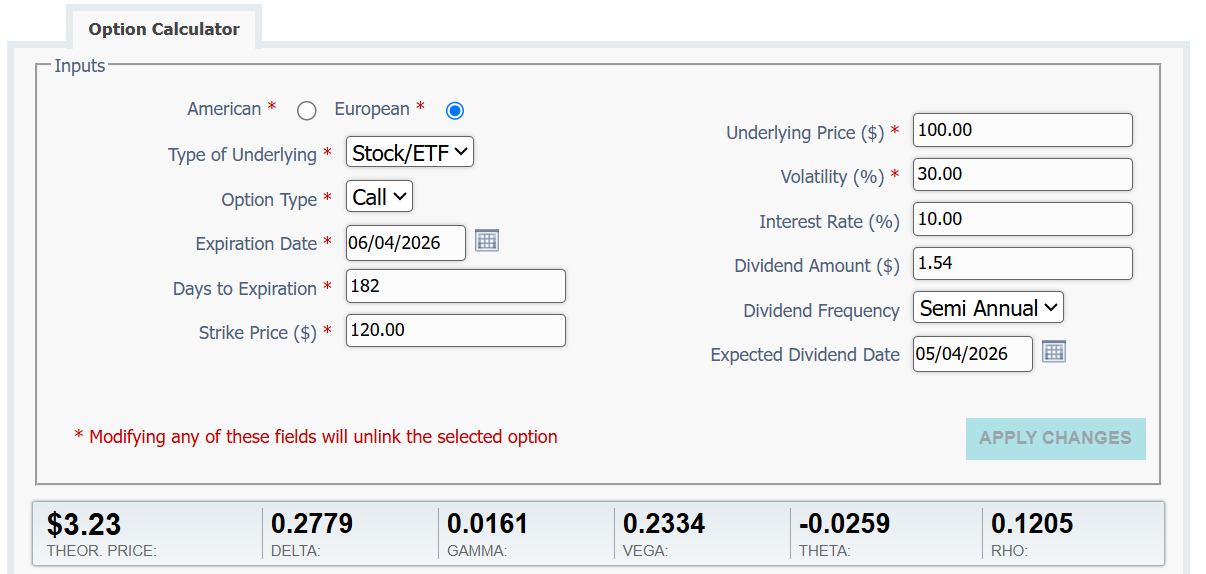 Option Calculator
Inputs
American * European *
Type of Underlying * Stock/ETF
Option Type * Call
Expiration Date * 06/04/2026
Days to Expiration * 182
Strike Price ($) * 120.00
Underlying Price ($) * 100.00
Volatility (%) * 30.00
Interest Rate (%) 10.00
Dividend Amount ($) 1.54
Dividend Frequency Semi Annual
Expected Dividend Date 05/04/2026
* Modifying any of these fields will unlink the selected option
APPLY CHANGES
$3.23 0.2779 0.0161 0.2334 -0.0259 0.1205
THEOR. PRICE: DELTA: GAMMA: VEGA: THETA: RHO: